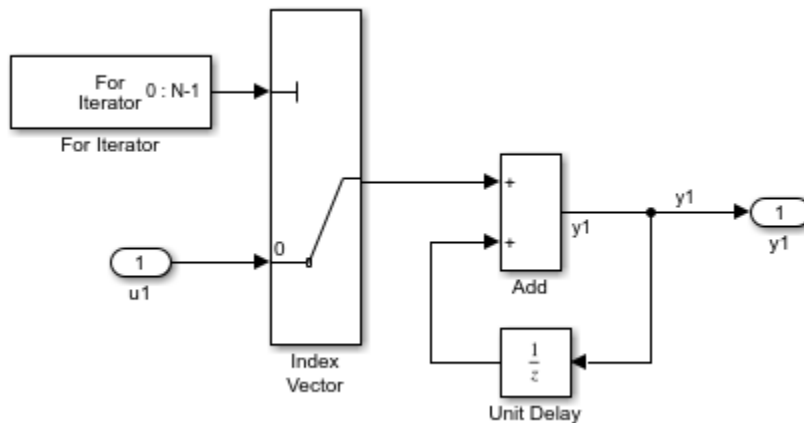 For
Iterator
0 : N-1
For Iterator
0
1
u1
Index
Vector
+
+
y1
Add
y1
1
y1
1
z
Unit Delay